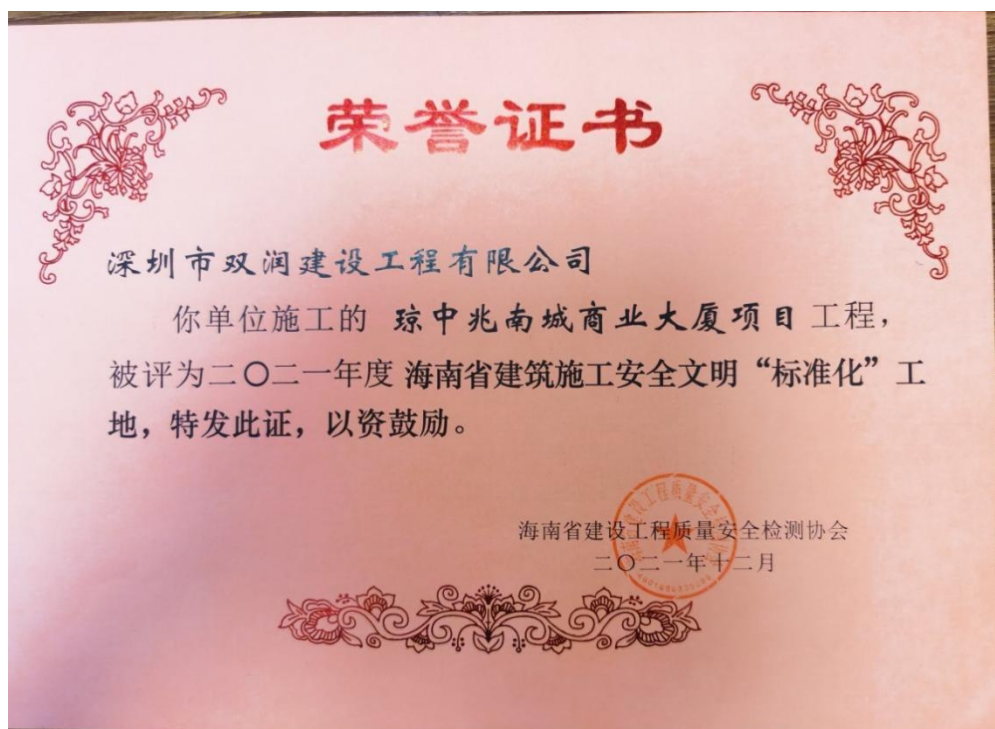 荣誉证书
深圳市双润建设工程有限公司
你单位施工的 琼中兆南城商业大厦项目 工程，
被评为二〇二一年度 海南省建筑施工安全文明“标准化”工
地，特发此证，以资鼓励。
海南省建设工程质量安全检测协会
二〇二一年十二月